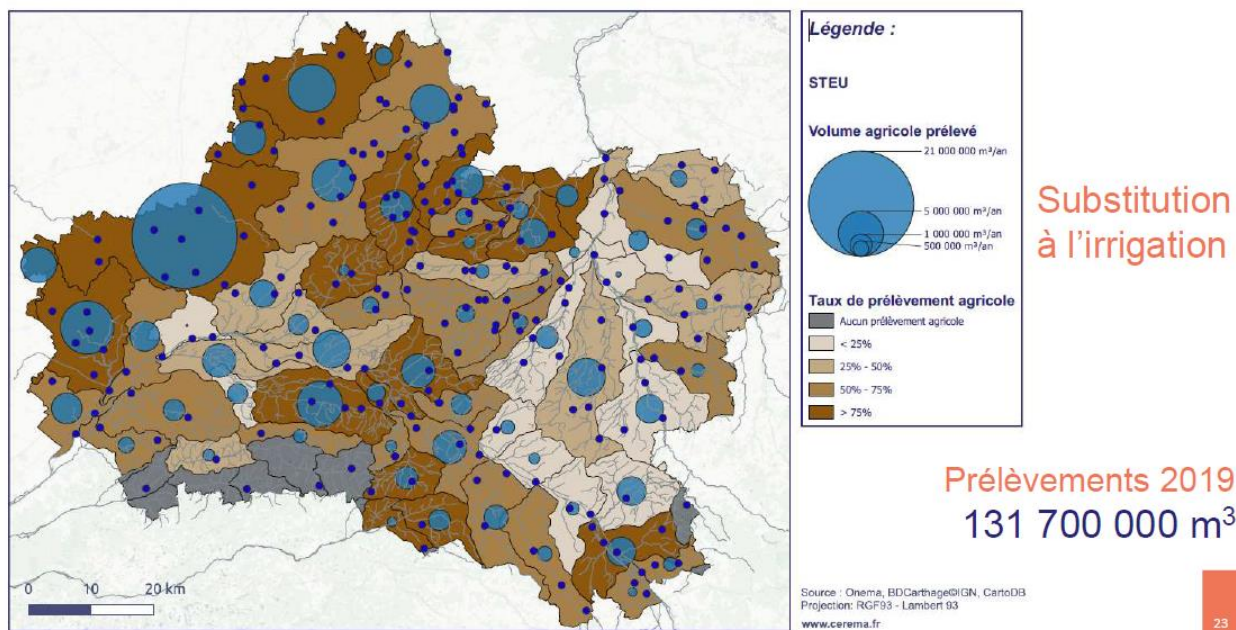 Légende :
STEU
Volume agricole prélevé
21 000 000 m³/an
5 000 000 m³/an
1 000 000 m³/an
500 000 m³/an
Taux de prélèvement agricole
Aucun prélèvement agricole
< 25%
25% - 50%
50% - 75%
> 75%
Substitution
à l'irrigation
Prélèvements 2019
131 700 000 m³
0 10 20 km
Source : Onema, BDCarthage©IGN, CartoDB
Projection: RGF93 - Lambert 93
www.cerema.fr
23